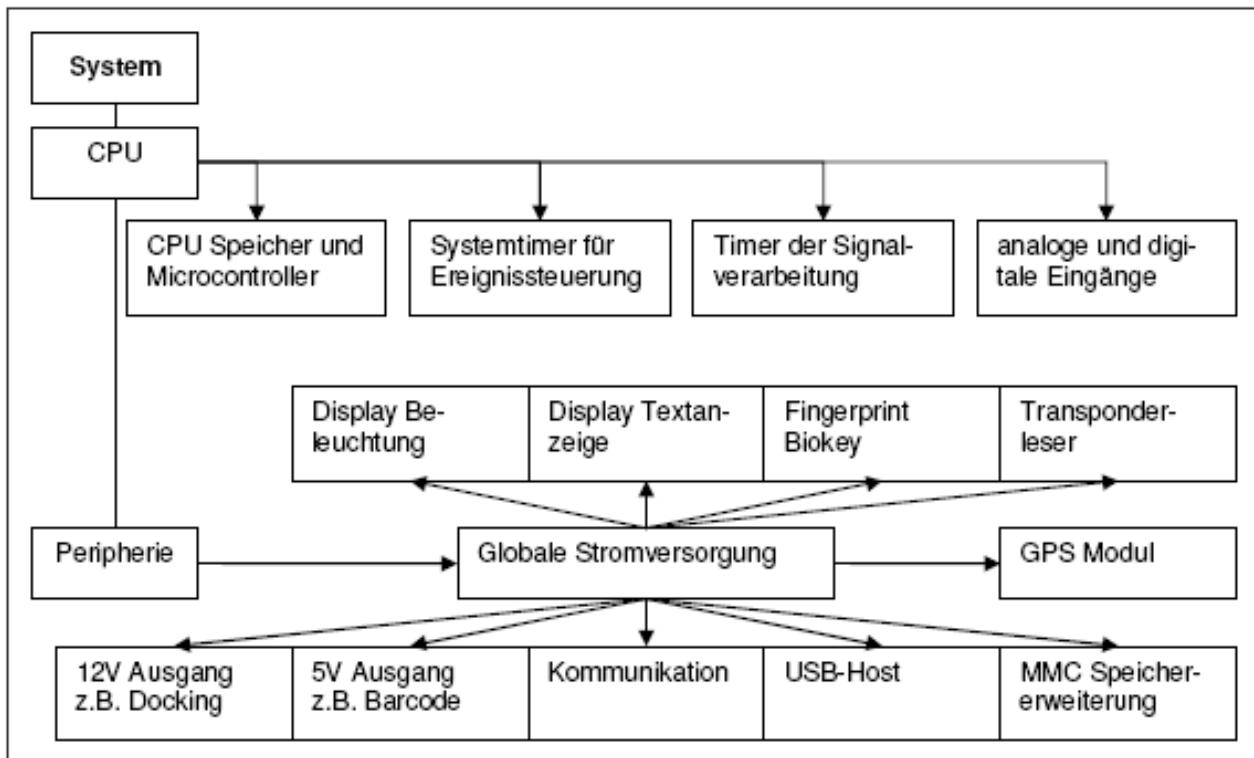 System
CPU
CPU Speicher und
Microcontroller
Systemtimer für
Ereignissteuerung
Timer der Signal-
verarbeitung
analoge und digi-
tale Eingänge
Display Be-
leuchtung
Display Textan-
zeige
Fingerprint
Biokey
Transponder-
leser
Peripherie
Globale Stromversorgung
GPS Modul
12V Ausgang
z.B. Docking
5V Ausgang
z.B. Barcode
Kommunikation
USB-Host
MMC Speicher-
erweiterung